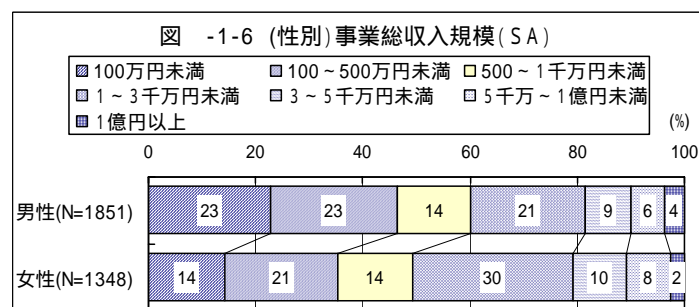 図 -1-6 (性別)事業総収入規模(SA)
100万円未満 100～500万円未満 500～1千万円未満
1～3千万円未満 3～5千万円未満 5千万～1億円未満
1億円以上 (%)
0 20 40 60 80 100
男性(N=1851) 23 23 14 21 9 6 4
女性(N=1348) 14 21 14 30 10 8 2